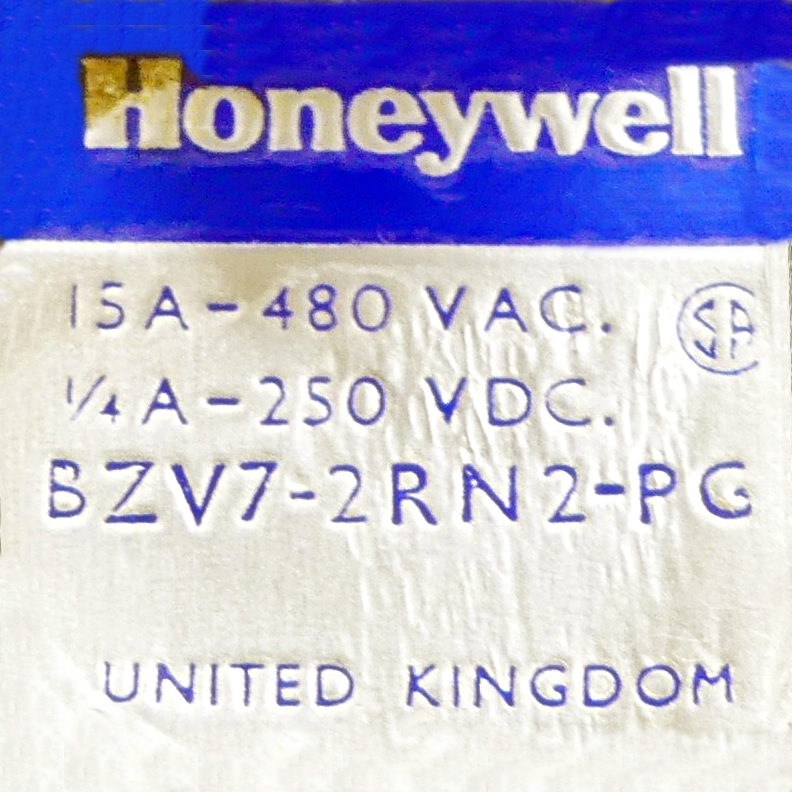 Honeywell
15A-480 VAC.
¼A-250 VDC.
BZV7-2RN2-PG
UNITED KINGDOM